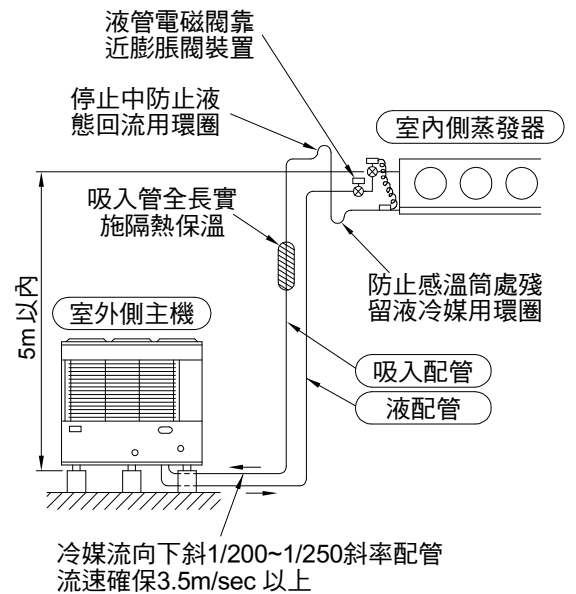 液管電磁閥靠
近膨脹閥裝置
停止中防止液
態回流用環圈
室內側蒸發器
吸入管全長實
施隔熱保溫
防止感溫筒處殘
留液冷媒用環圈
5m 以內
室外側主機
吸入配管
液配管
冷媒流向下斜1/200~1/250斜率配管
流速確保3.5m/sec 以上